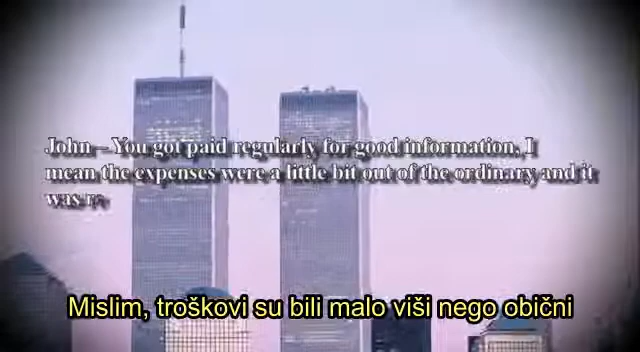 John – You got paid regularly for good information, I
mean the expenses were a little bit out of the ordinary and it
was
Mislim, troškovi su bili malo viši nego obični